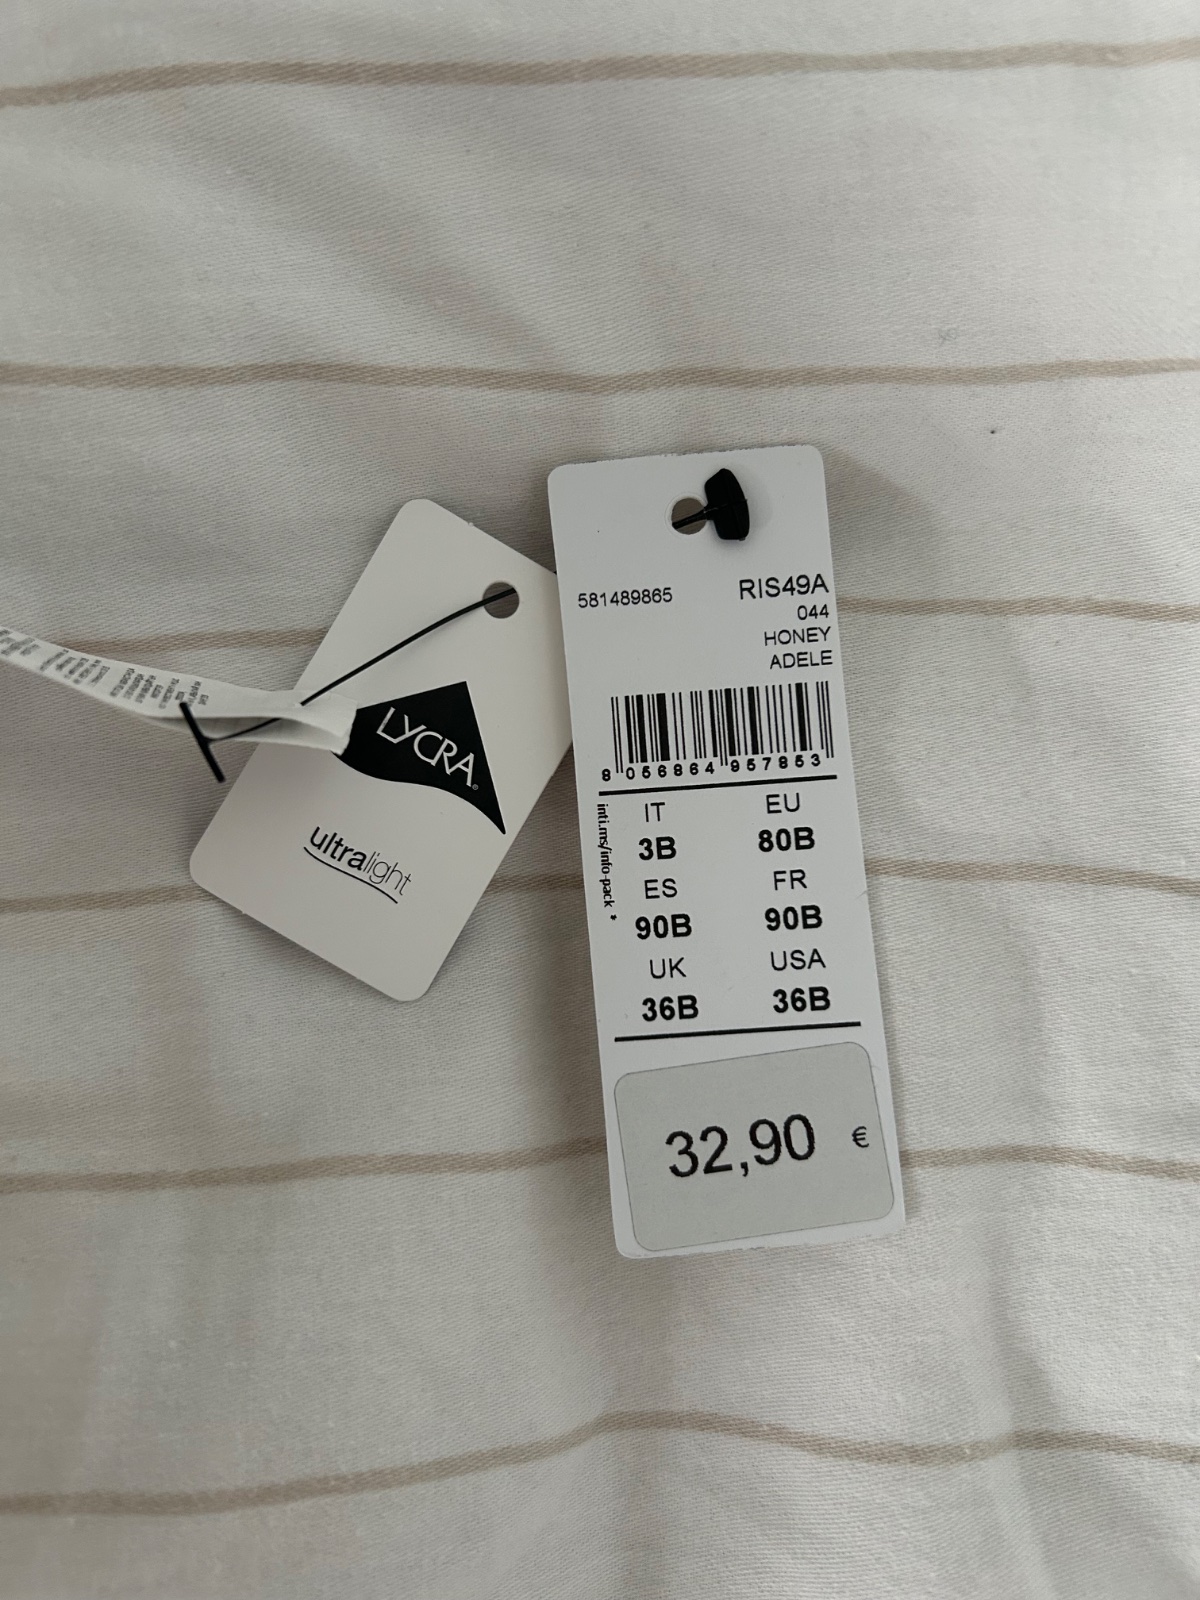 LYCRA®
ultralight
581489865
RIS49A
044
HONEY
ADELE
8 056864 957853
inti.ms/info-pack *
IT EU
3B 80B
ES FR
90B 90B
UK USA
36B 36B
32,90 €